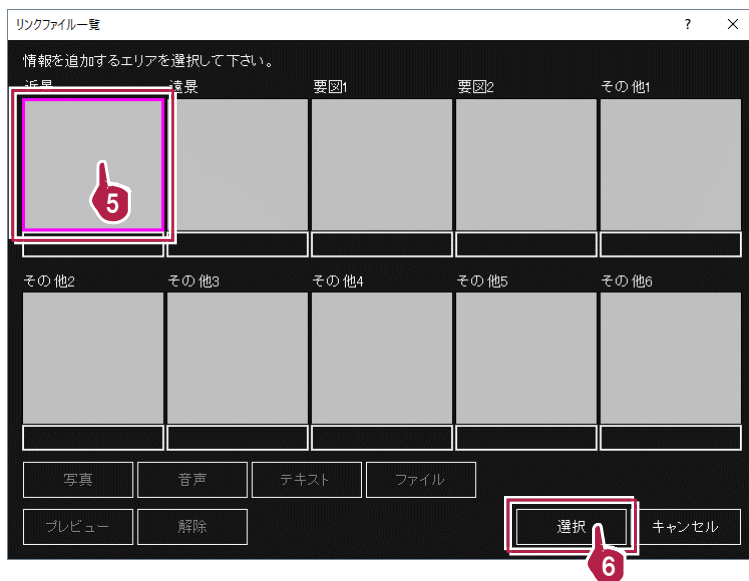 リンクファイル一覧
? ×
情報を追加するエリアを選択して下さい。
近景 遠景 要図1 要図2 その他1
5
その他2 その他3 その他4 その他5 その他6
写真 音声 テキスト ファイル
プレビュー 解除 選択 キャンセル
6